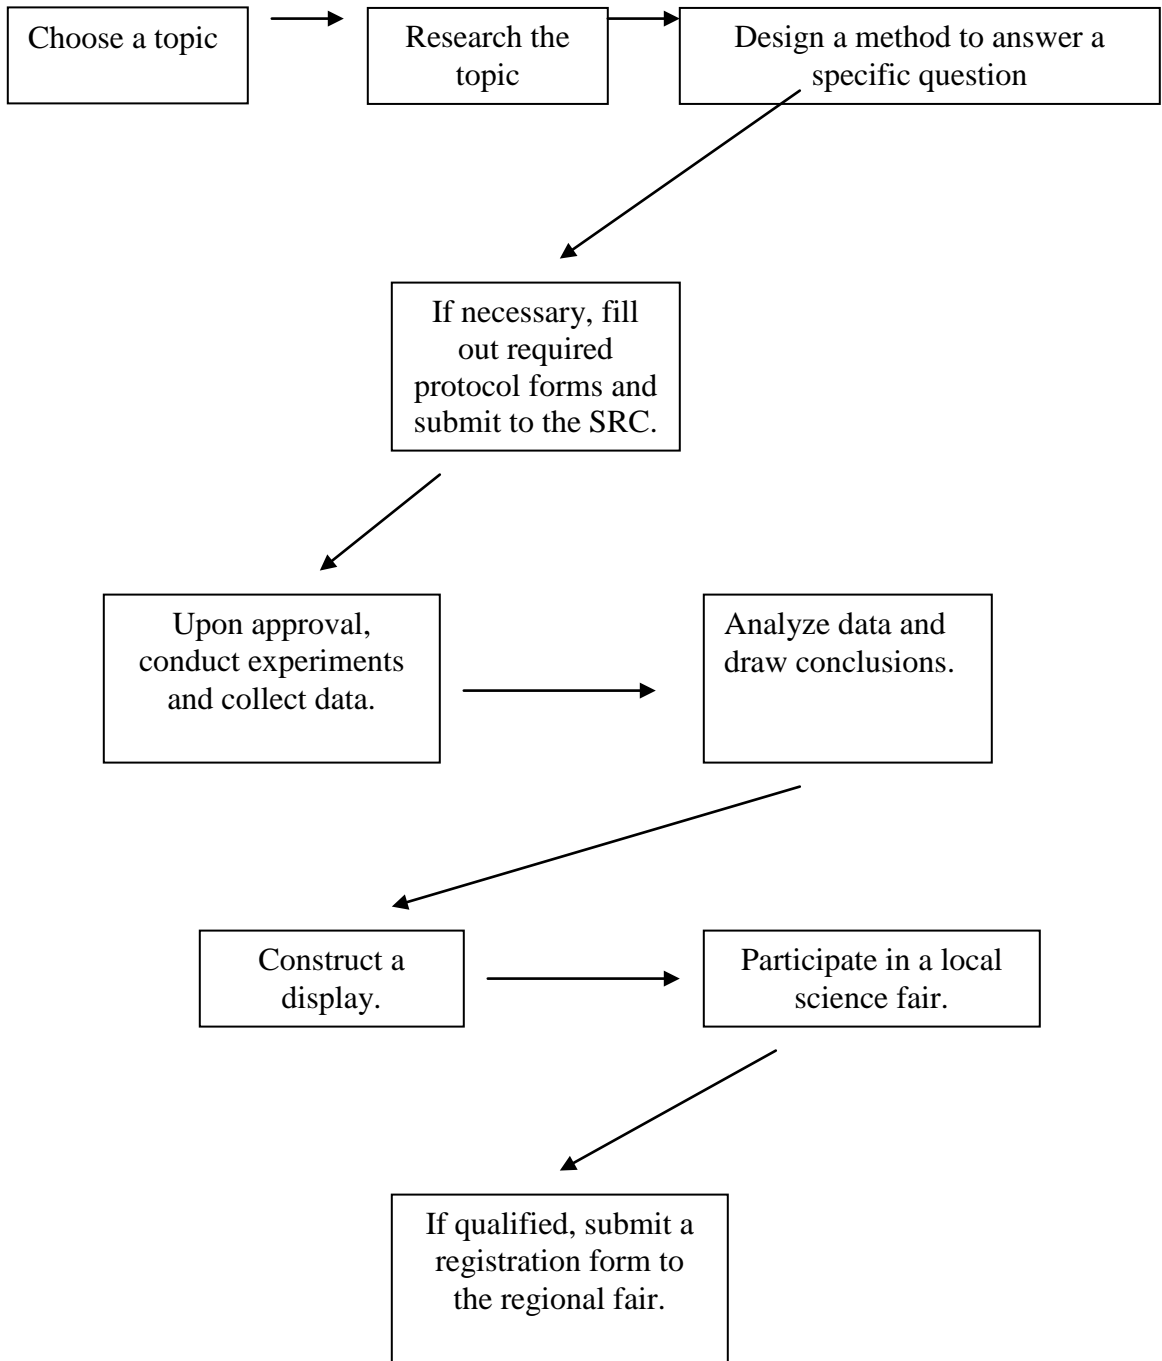 Choose a topic
Research the
topic
Design a method to answer a
specific question
If necessary, fill
out required
protocol forms and
submit to the SRC.
Upon approval,
conduct experiments
and collect data.
Analyze data and
draw conclusions.
Construct a
display.
Participate in a local
science fair.
If qualified, submit a
registration form to
the regional fair.